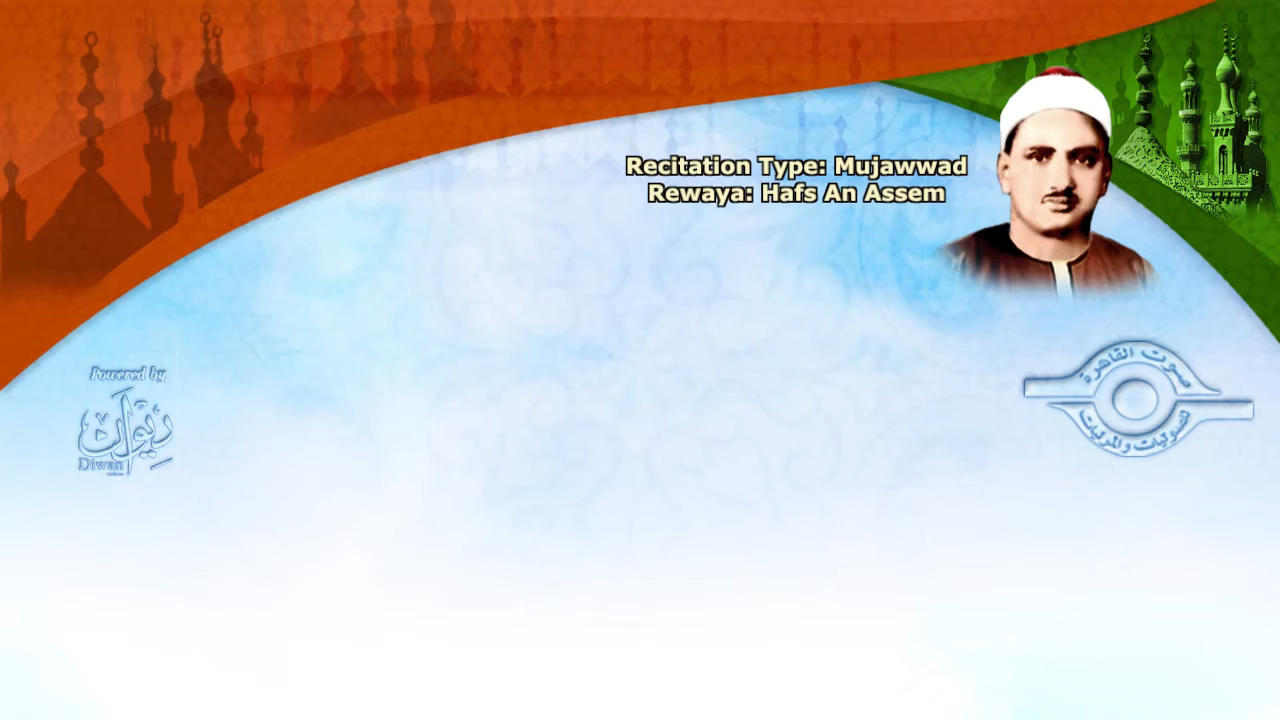 Recitation Type: Mujawwad
Rewaya: Hafs An Assem
Powered by
ديوان
Diwan
صوت القاهرة
للصوتيات والمرئيات